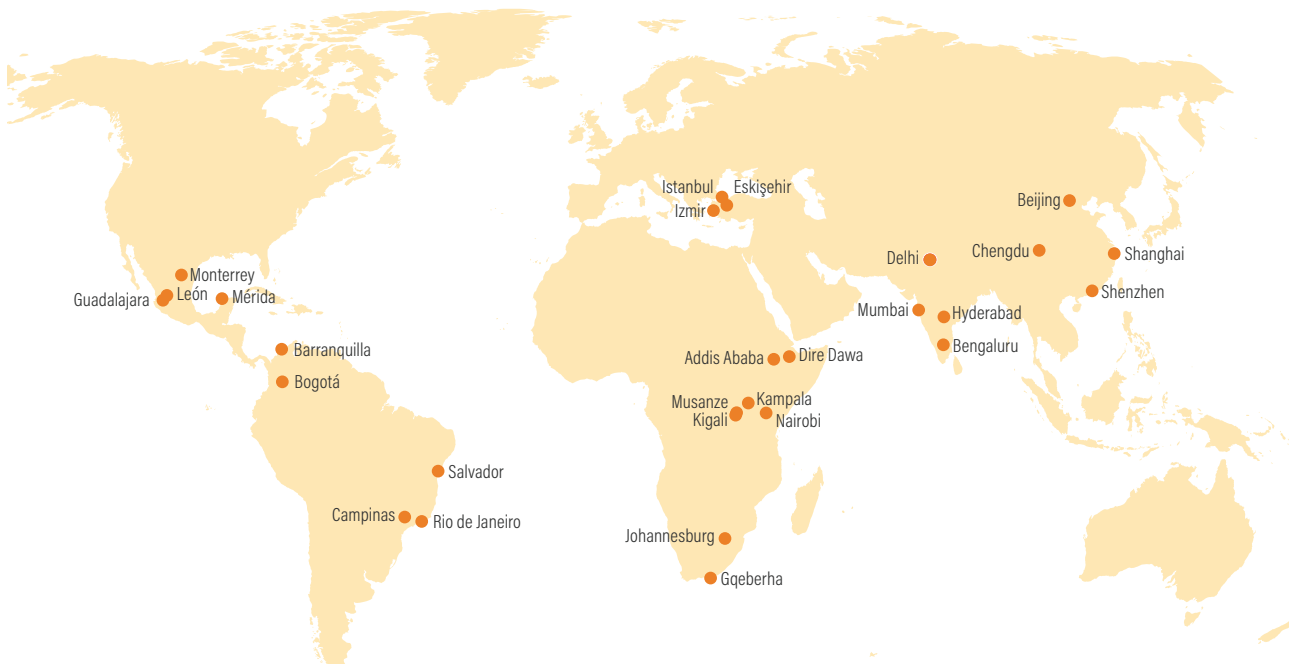 Istanbul
Eskişehir
Izmir
Beijing
Chengdu
Shanghai
Delhi
Monterrey
León
Guadalajara
Mérida
Shenzhen
Mumbai
Hyderabad
Bengaluru
Barranquilla
Addis Ababa
Dire Dawa
Bogotá
Musanze
Kampala
Kigali
Nairobi
Salvador
Campinas
Rio de Janeiro
Johannesburg
Gqeberha